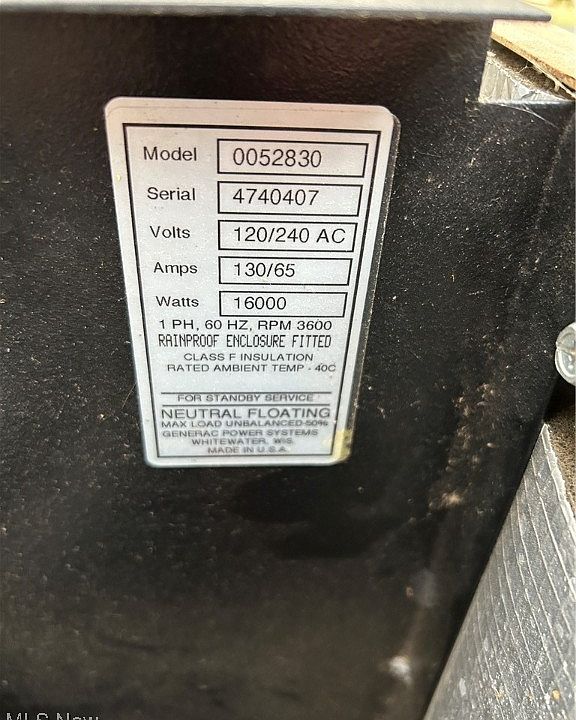 Model 0052830
Serial 4740407
Volts 120/240 AC
Amps 130/65
Watts 16000
1 PH, 60 HZ, RPM 3600
RAINPROOF ENCLOSURE FITTED
CLASS F INSULATION
RATED AMBIENT TEMP - 40C
FOR STANDBY SERVICE
NEUTRAL FLOATING
MAX LOAD UNBALANCED-50%
GENERAC POWER SYSTEMS
WHITEWATER, WIS.
MADE IN U.S.A.
MLS Now